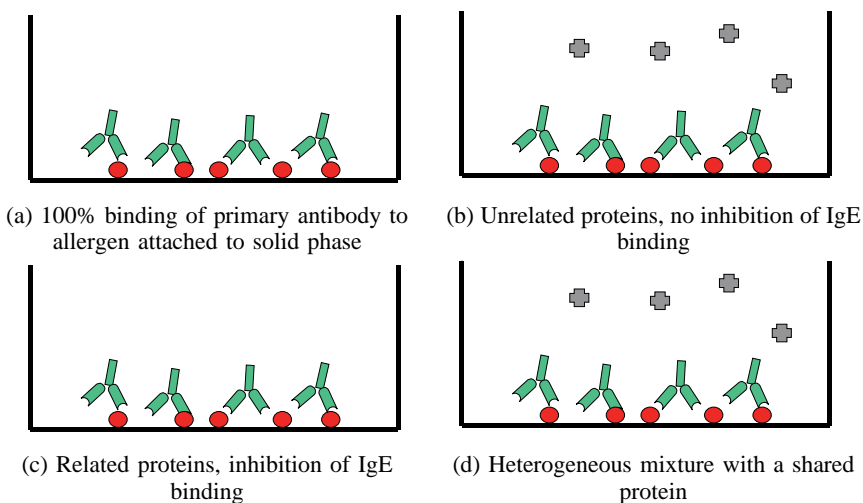 (a) 100% binding of primary antibody to
allergen attached to solid phase
(b) Unrelated proteins, no inhibition of IgE
binding
(c) Related proteins, inhibition of IgE
binding
(d) Heterogeneous mixture with a shared
protein